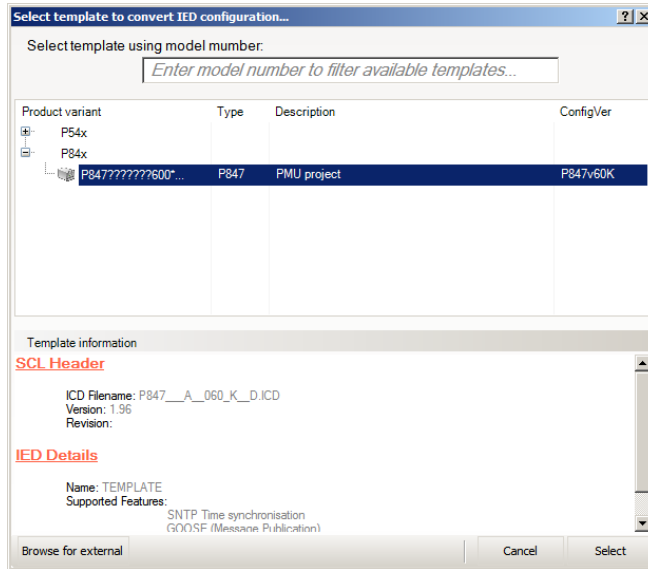 Select template to convert IED configuration...
Select template using model mumber:
Enter model number to filter available templates...
Product variant Type Description ConfigVer
P54x
P84x
P847???????600*... P847 PMU project P847v60K
Template information
SCL Header
ICD Filename: P847___A__060_K__D.ICD
Version: 1.96
Revision:
IED Details
Name: TEMPLATE
Supported Features:
SNTP Time synchronisation
GOOSE (Message Publication)
Browse for external Cancel Select